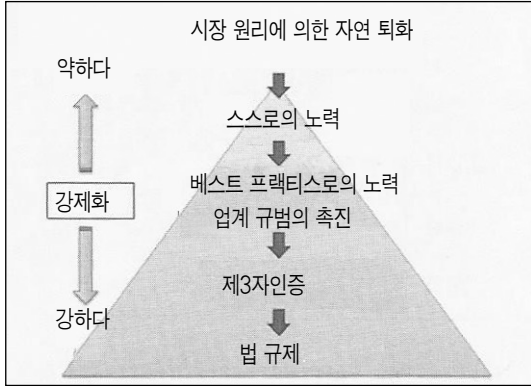 시장 원리에 의한 자연 퇴화
약하다
스스로의 노력
베스트 프랙티스로의 노력
강제화
업계 규범의 촉진
제3자인증
강하다
법 규제